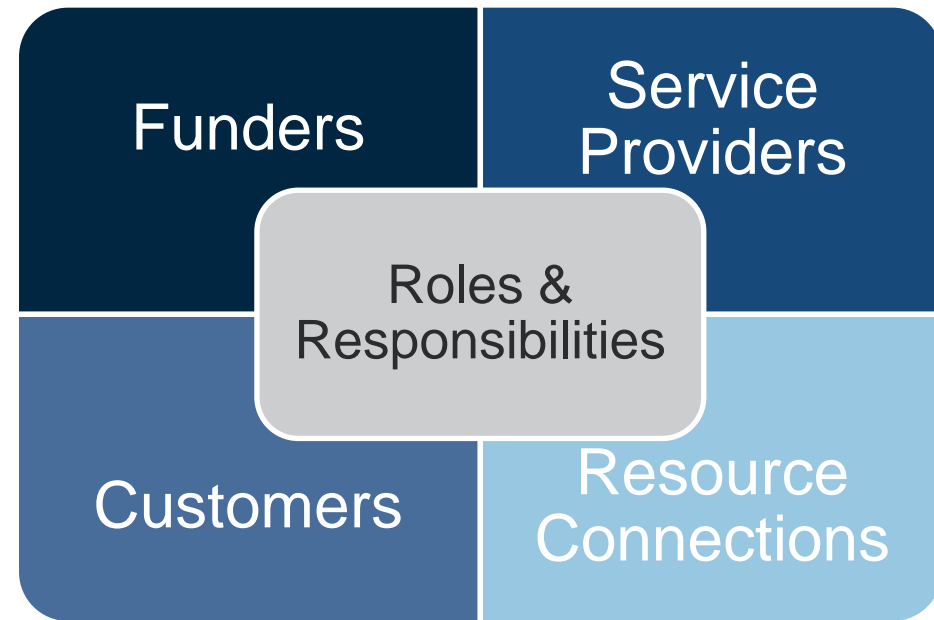 Funders
Service
Providers
Roles &
Responsibilities
Customers
Resource
Connections